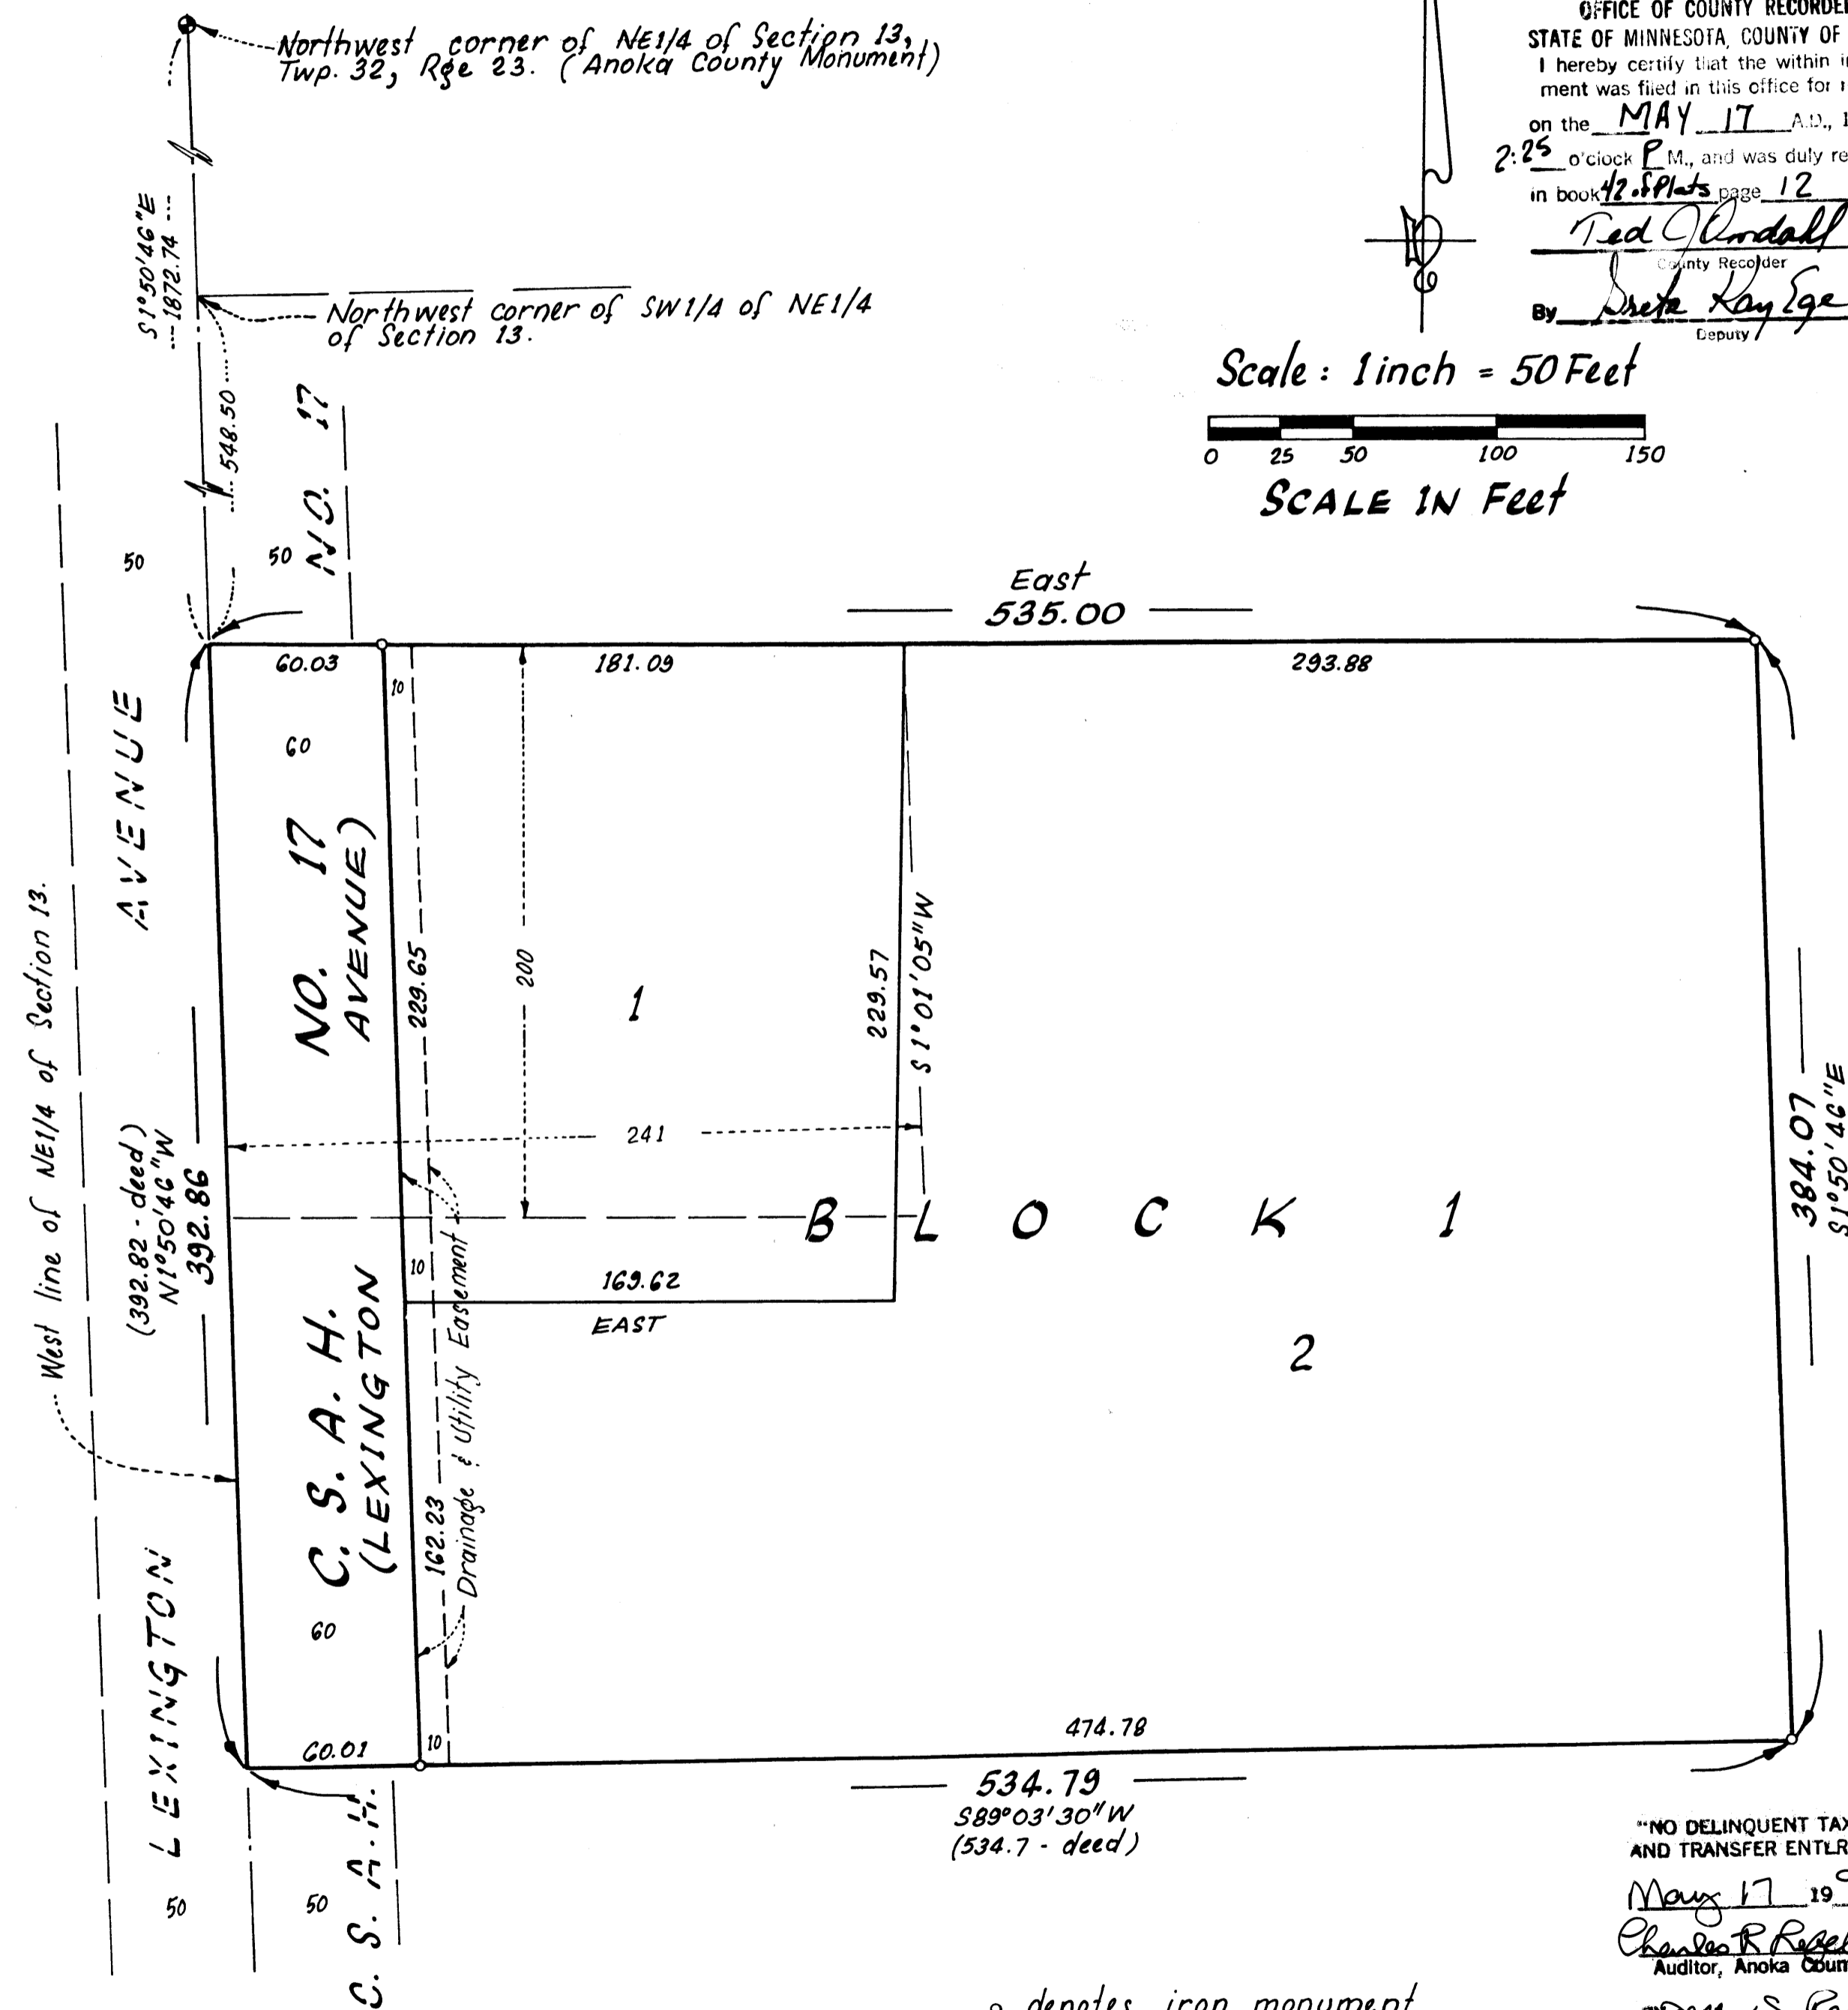 Northwest corner of NE1/4 of Section 13,
Twp. 32, Rge 23. (Anoka County Monument)
OFFICE OF COUNTY RECORDE
STATE OF MINNESOTA, COUNTY OF
I hereby certify that the within i
ment was filed in this office for
on the MAY 17 A.D., 1
2:25 o'clock P M., and was duly re
in book 42 of Plats page 12
Ted
County Recorder
By Kay Ege
Deputy
S1°50'46"E
1872.74
Northwest corner of SW1/4 of NE1/4
of Section 13.
548.50
Scale: 1inch = 50 Feet
0 25 50 100 150
SCALE IN Feet
50
50
NO. 17
East
535.00
60.03
181.09
293.88
10
60
AVENUE
NO. 17
AVENUE)
229.65
200
1
229.57
S1°01'05"W
West line of NE1/4 of Section 13.
241
(392.82 - deed)
N1°50'46"W
392.86
384.07
S1°50'46"E
BLOCK 1
10
169.62
EAST
2
C. S. A. H.
(LEXINGTON
162.23
Drainage & Utility Easement
60
LEXINGTON
60.01
10
474.78
534.79
S89°03'30"W
(534.7 - deed)
50
50
C. S. A. H.
"NO DELINQUENT TAX
AND TRANSFER ENTER
May 17 19
Charles R
Auditor, Anoka Coun
o denotes iron monument